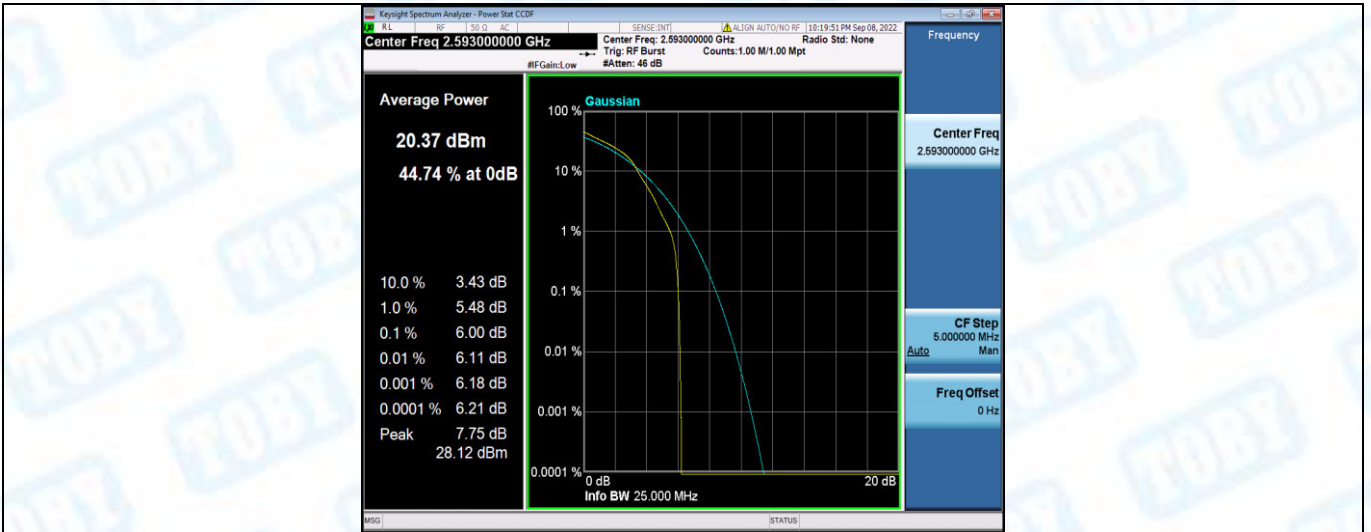 Keysight Spectrum Analyzer - Power Stat CCDF
RL RF 50 Ω AC SENSE:INT ALIGN AUTO/NO RF 10:19:51 PM Sep 08, 2022
Center Freq 2.593000000 GHz
Center Freq: 2.593000000 GHz Radio Std: None
Trig: RF Burst Counts:1.00 M/1.00 Mpt
#IFGain:Low #Atten: 46 dB
Frequency
Average Power
20.37 dBm
44.74 % at 0dB
10.0 % 3.43 dB
1.0 % 5.48 dB
0.1 % 6.00 dB
0.01 % 6.11 dB
0.001 % 6.18 dB
0.0001 % 6.21 dB
Peak 7.75 dB
28.12 dBm
Gaussian
100 %
10 %
1 %
0.1 %
0.01 %
0.001 %
0.0001 %
0 dB 20 dB
Info BW 25.000 MHz
Center Freq
2.593000000 GHz
CF Step
5.000000 MHz
Auto Man
Freq Offset
0 Hz
MSG STATUS
TOBY
TOBY
TOBY
TOBY
TOBY
TOBY
TOBY
TOBY